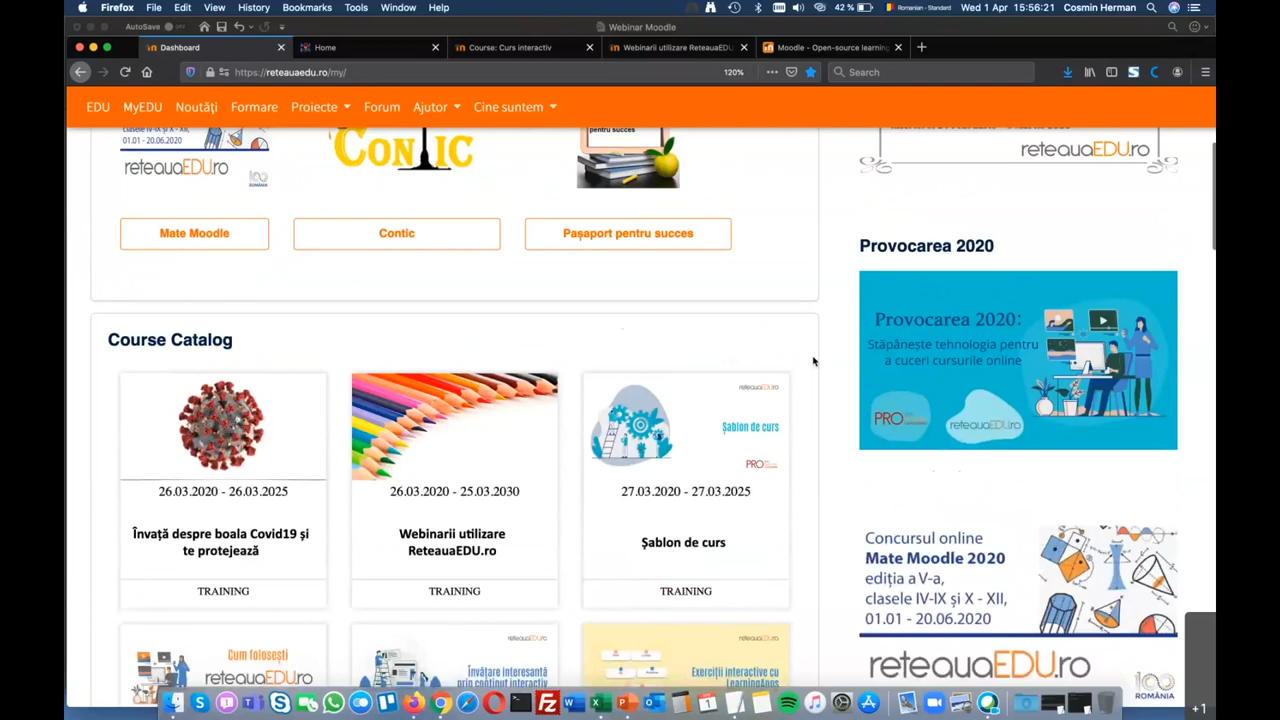 Firefox File Edit View History Bookmarks Tools Window Help
42 % Romanian - Standard Wed 1 Apr 15:56:21 Cosmin Herman
AutoSave Webinar Moodle
Dashboard Home Course: Curs interactiv Webinarii utilizare ReteauaEDU Moodle - Open-source learning
https://reteauaedu.ro/my/ 120% Search
EDU MyEDU Noutăți Formare Proiecte Forum Ajutor Cine suntem
clasele IV-IX și X - XII,
01.01 - 20.06.2020
reteauaEDU.ro
100
ROMÂNIA
CONTIC
pentru succes
reteauaEDU.ro
Mate Moodle Contic Pașaport pentru succes
Provocarea 2020
Provocarea 2020:
Stăpânește tehnologia pentru
a cuceri cursurile online
PRO
reteauaEDU.ro
Course Catalog
reteauaEDU.ro
Șablon de curs
PRO
26.03.2020 - 26.03.2025 26.03.2020 - 25.03.2030 27.03.2020 - 27.03.2025
Învață despre boala Covid19 și
te protejează
Webinarii utilizare
ReteauaEDU.ro
Șablon de curs
TRAINING TRAINING TRAINING
Concursul online
Mate Moodle 2020
ediția a V-a,
clasele IV-IX și X - XII,
01.01 - 20.06.2020
reteauaEDU.ro
100
ROMÂNIA
Cum folosești
reteauaEDU.ro
reteauaEDU.ro
Învățare interesantă
prin conținut interactiv
reteauaEDU.ro
Exerciții interactive cu
LearningApps
+1